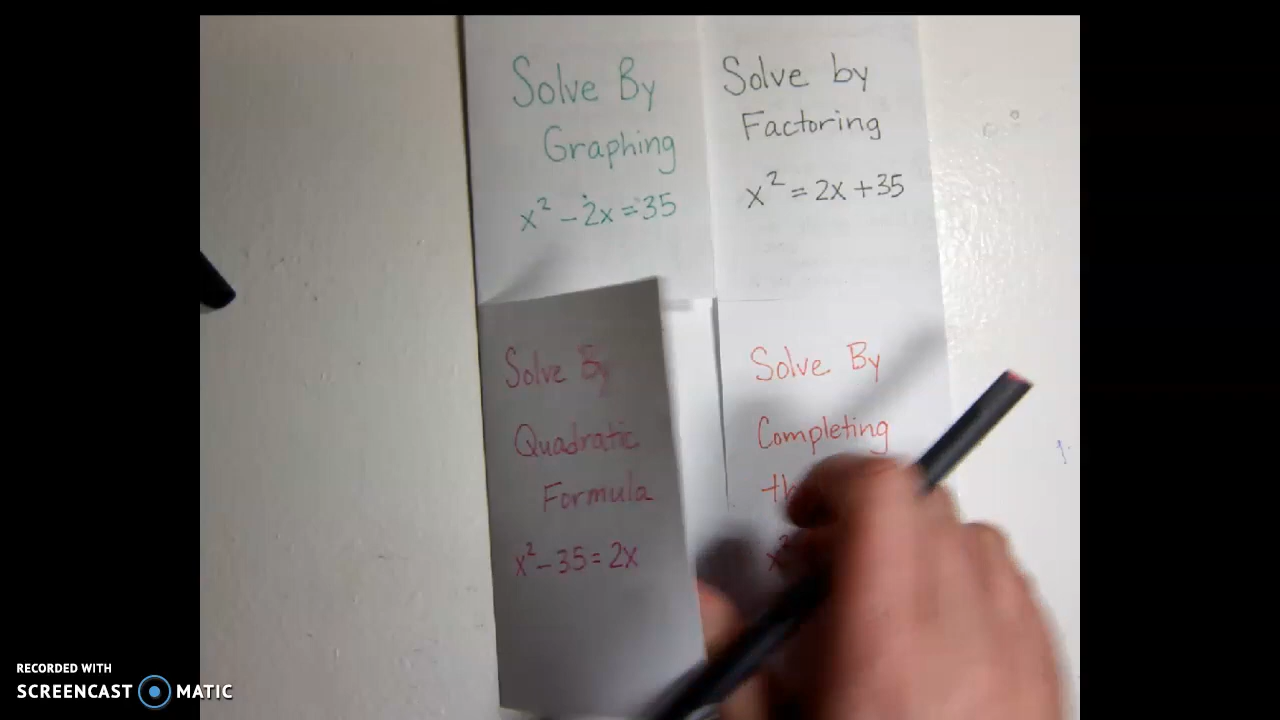 Solve By
Graphing
x² - 2x = 35
Solve by
Factoring
x² = 2x + 35
Solve By
Quadratic
Formula
x² - 35 = 2x
Solve By
Completing
RECORDED WITH
SCREENCAST MATIC